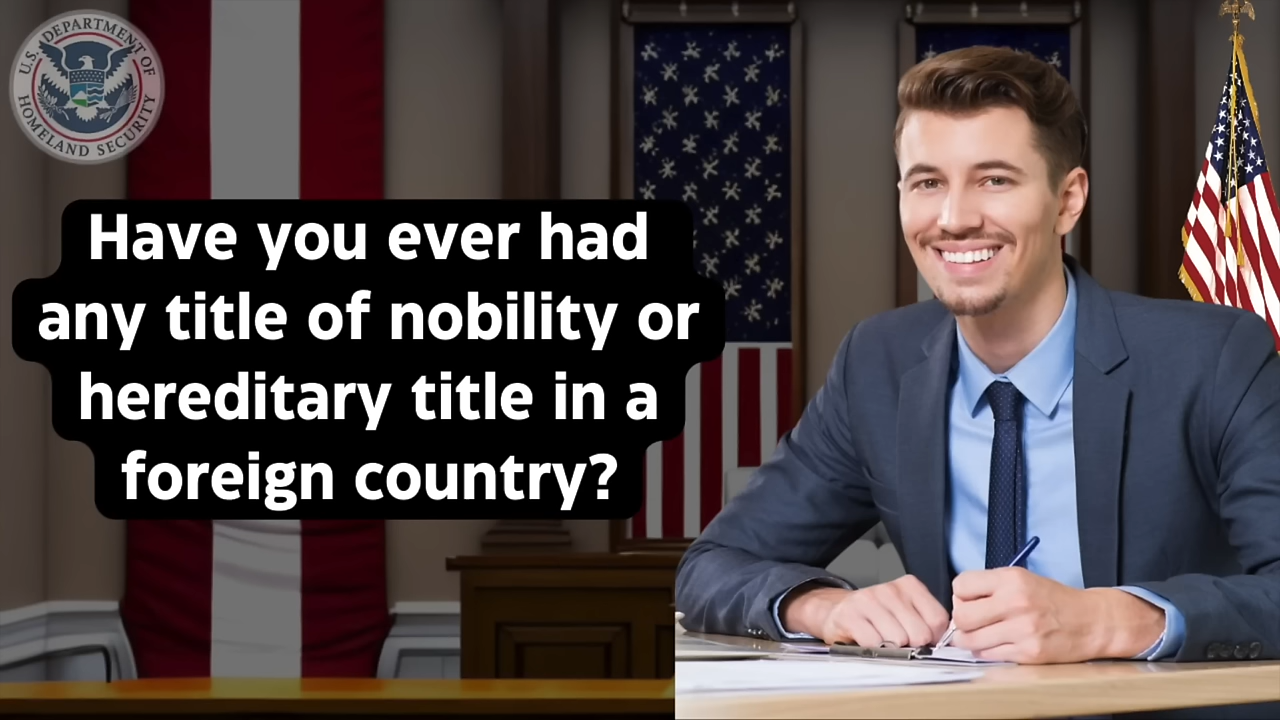 U.S. DEPARTMENT OF
HOMELAND SECURITY
Have you ever had
any title of nobility or
hereditary title in a
foreign country?